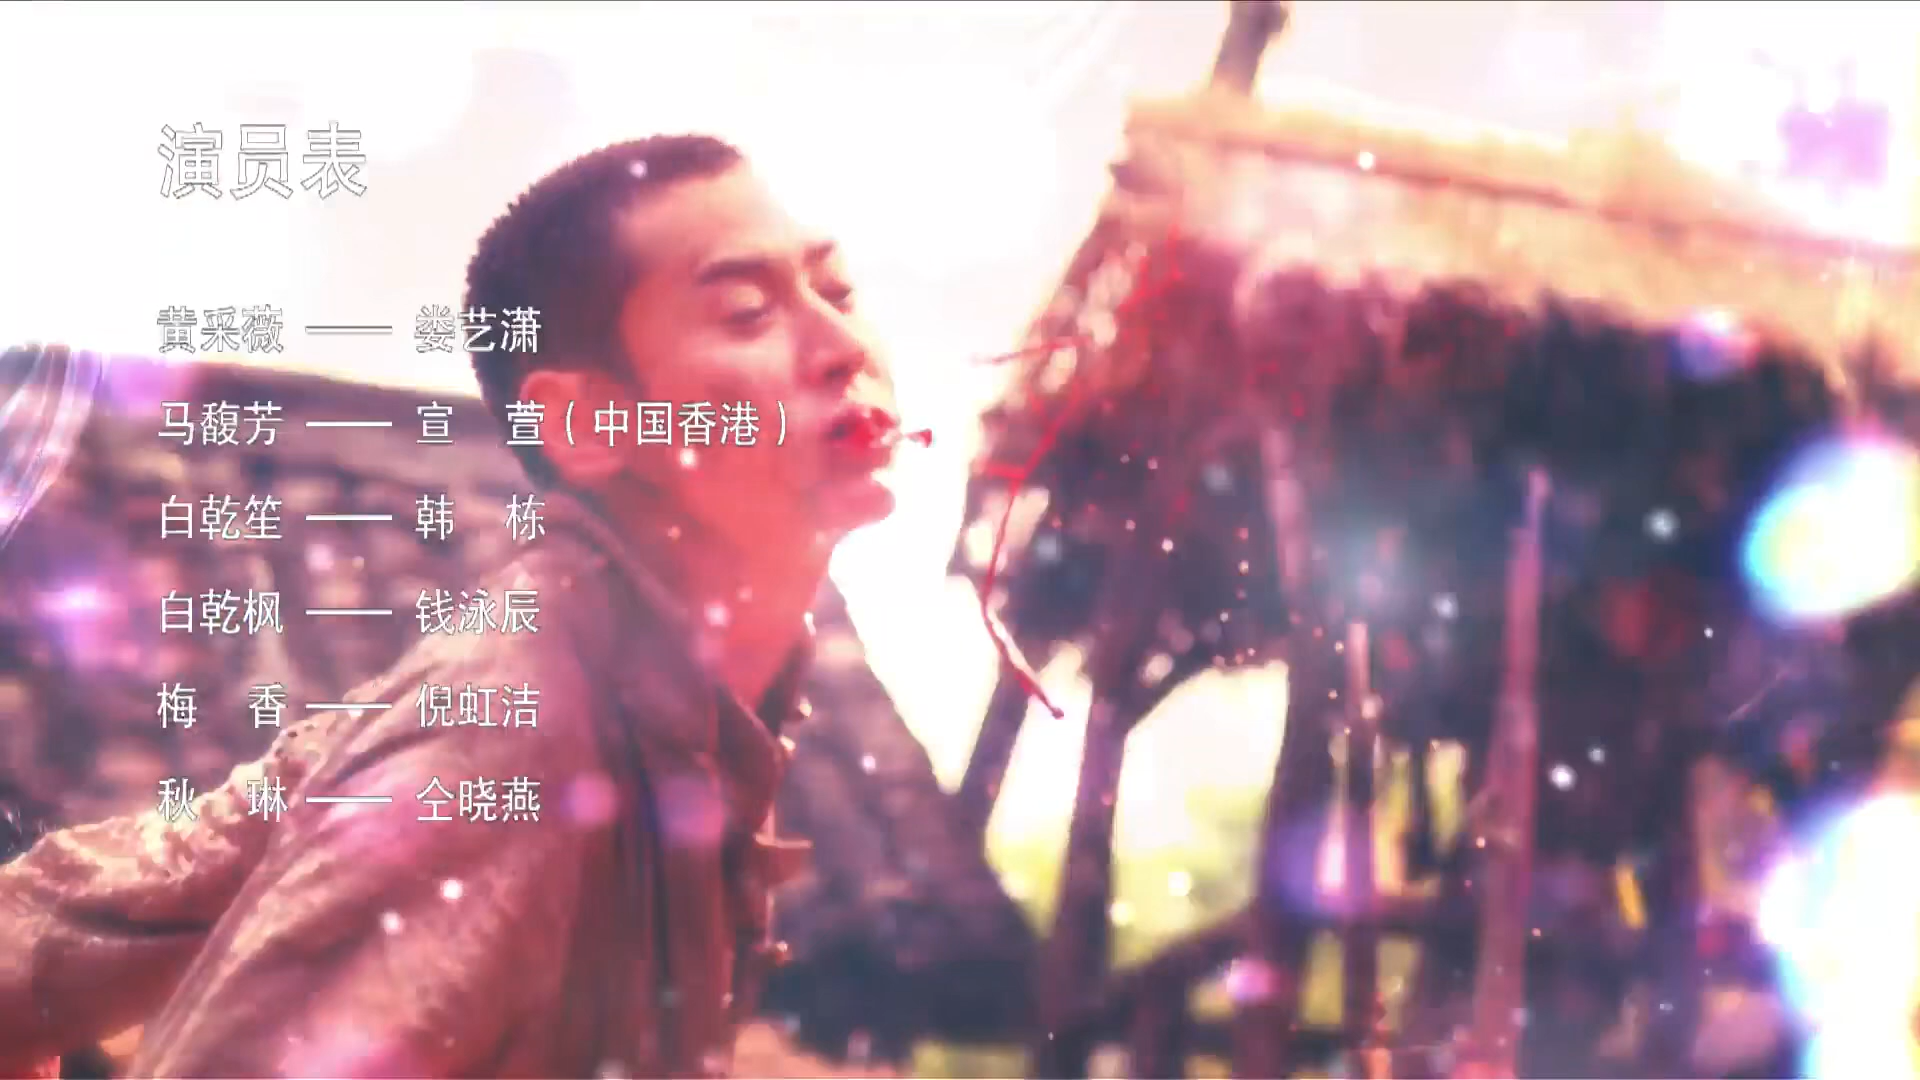 演员表
黄采薇 —— 娄艺潇
马馥芳 —— 宣 萱（中国香港）
白乾笙 —— 韩 栋
白乾枫 —— 钱泳辰
梅 香 —— 倪虹洁
秋 琳 —— 仝晓燕